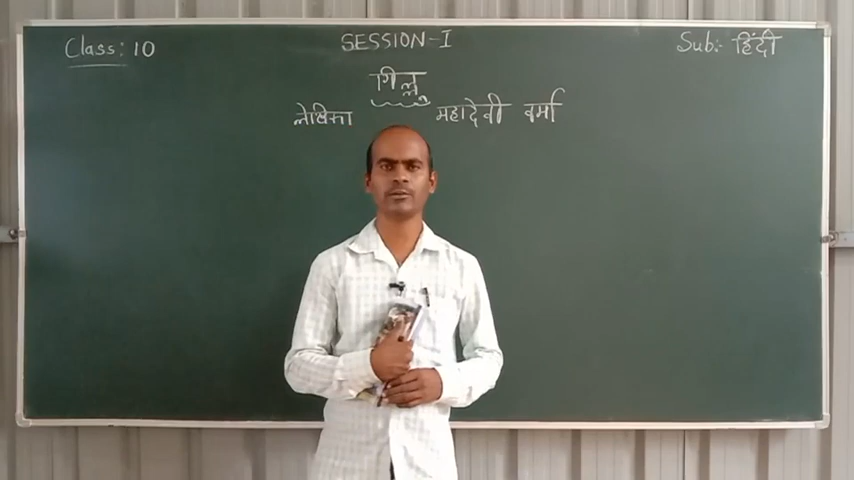 Class: 10 SESSION-I Sub:- हिंदी
गिल्लू
लेखिका महादेवी वर्मा